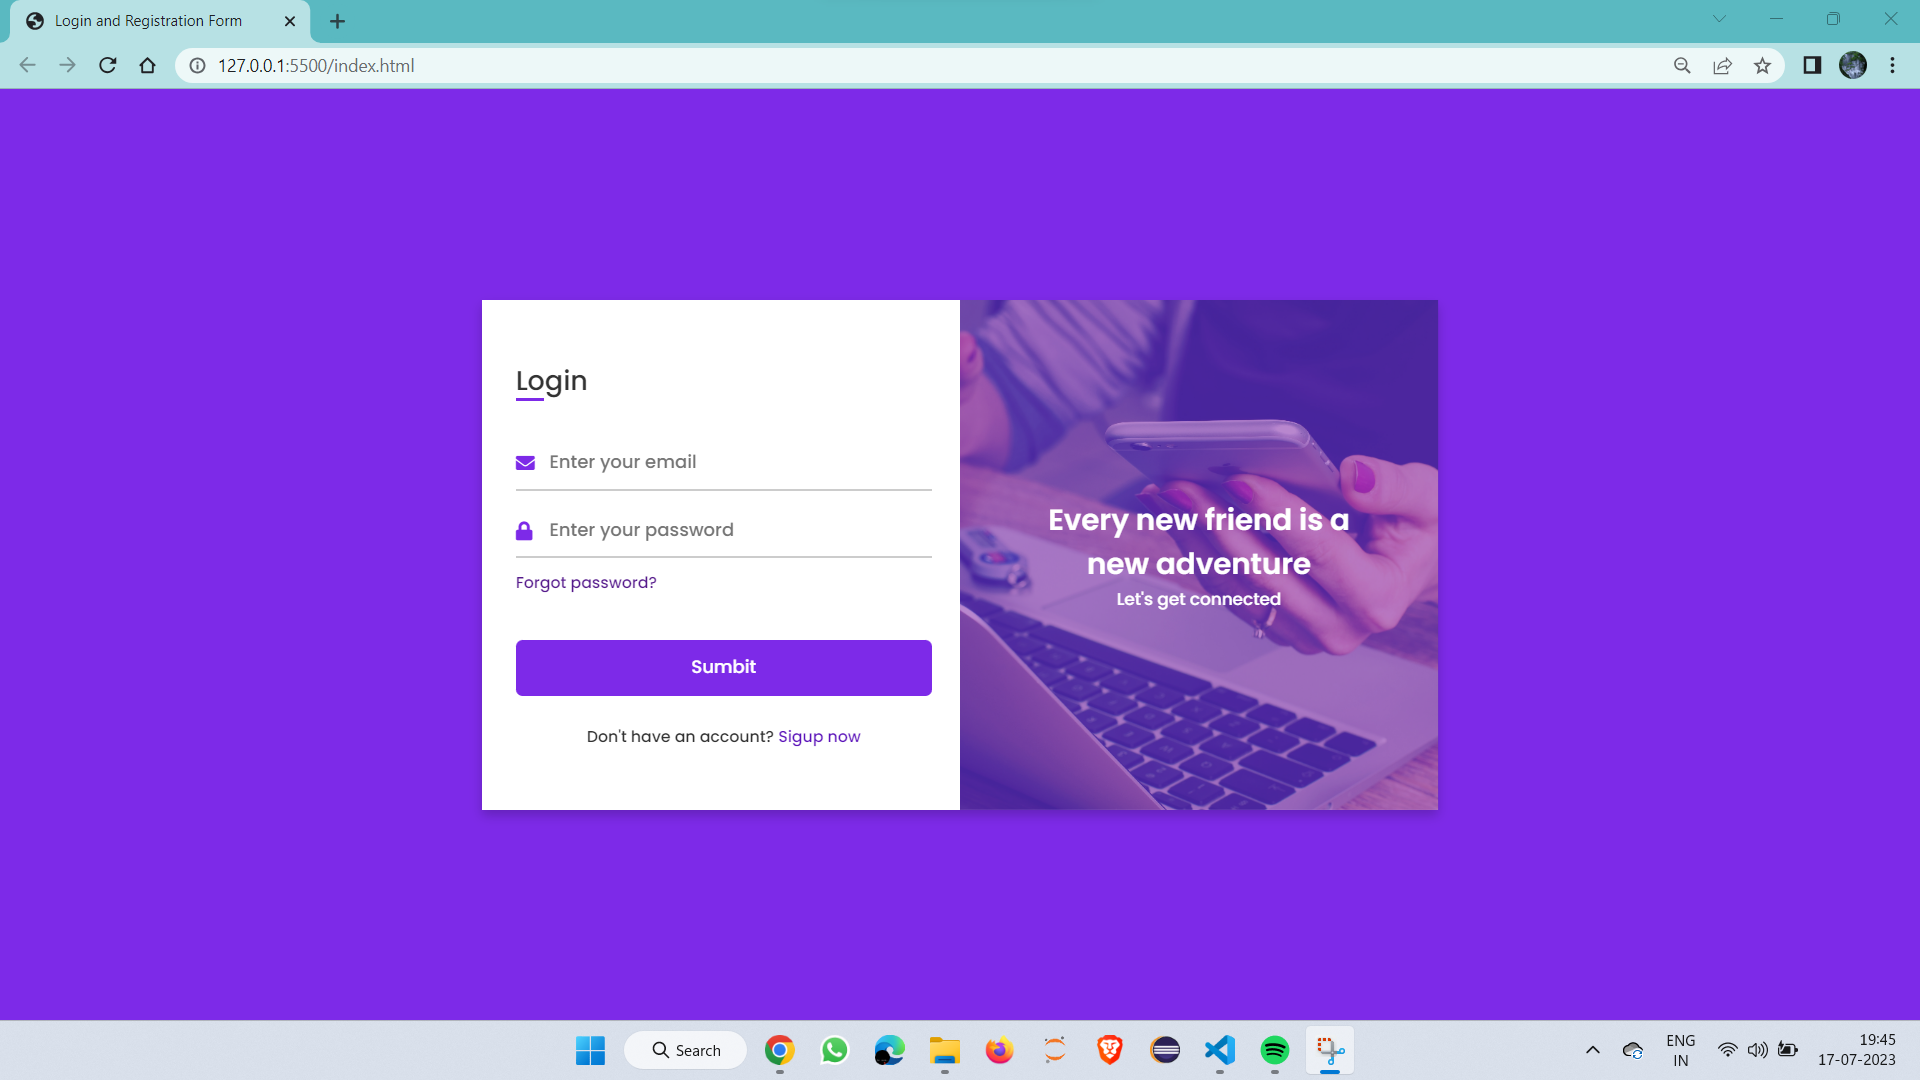 Login and Registration Form
127.0.0.1:5500/index.html
Login
Enter your email
Enter your password
Forgot password?
Sumbit
Don't have an account? Sigup now
Every new friend is a
new adventure
Let's get connected
Search
ENG
IN
19:45
17-07-2023